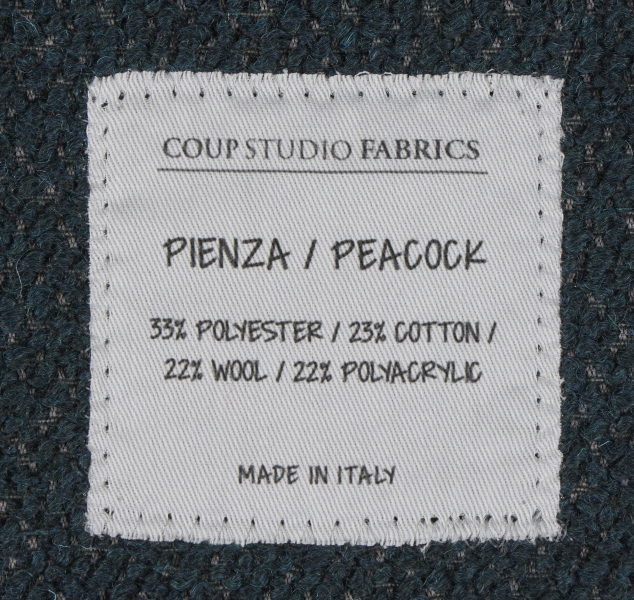 COUP STUDIO FABRICS
PIENZA / PEACOCK
33% POLYESTER / 23% COTTON /
22% WOOL / 22% POLYACRYLIC
MADE IN ITALY